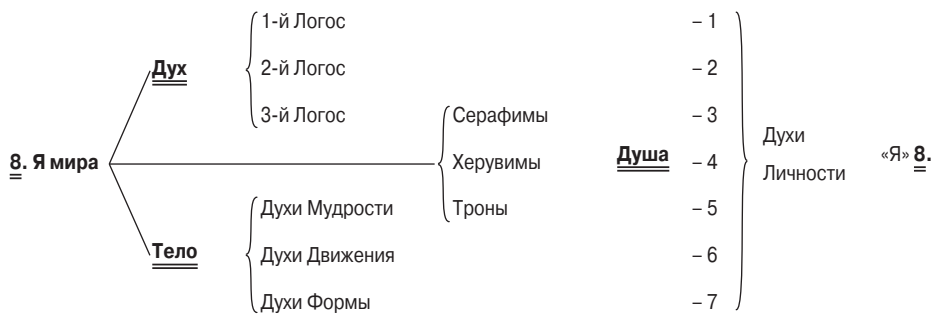 1-й Логос – 1
Дух 2-й Логос – 2
3-й Логос Серафимы – 3
Духи
8. Я мира Херувимы Душа – 4 «Я» 8.
Личности
Духи Мудрости Троны – 5
Тело Духи Движения – 6
Духи Формы – 7